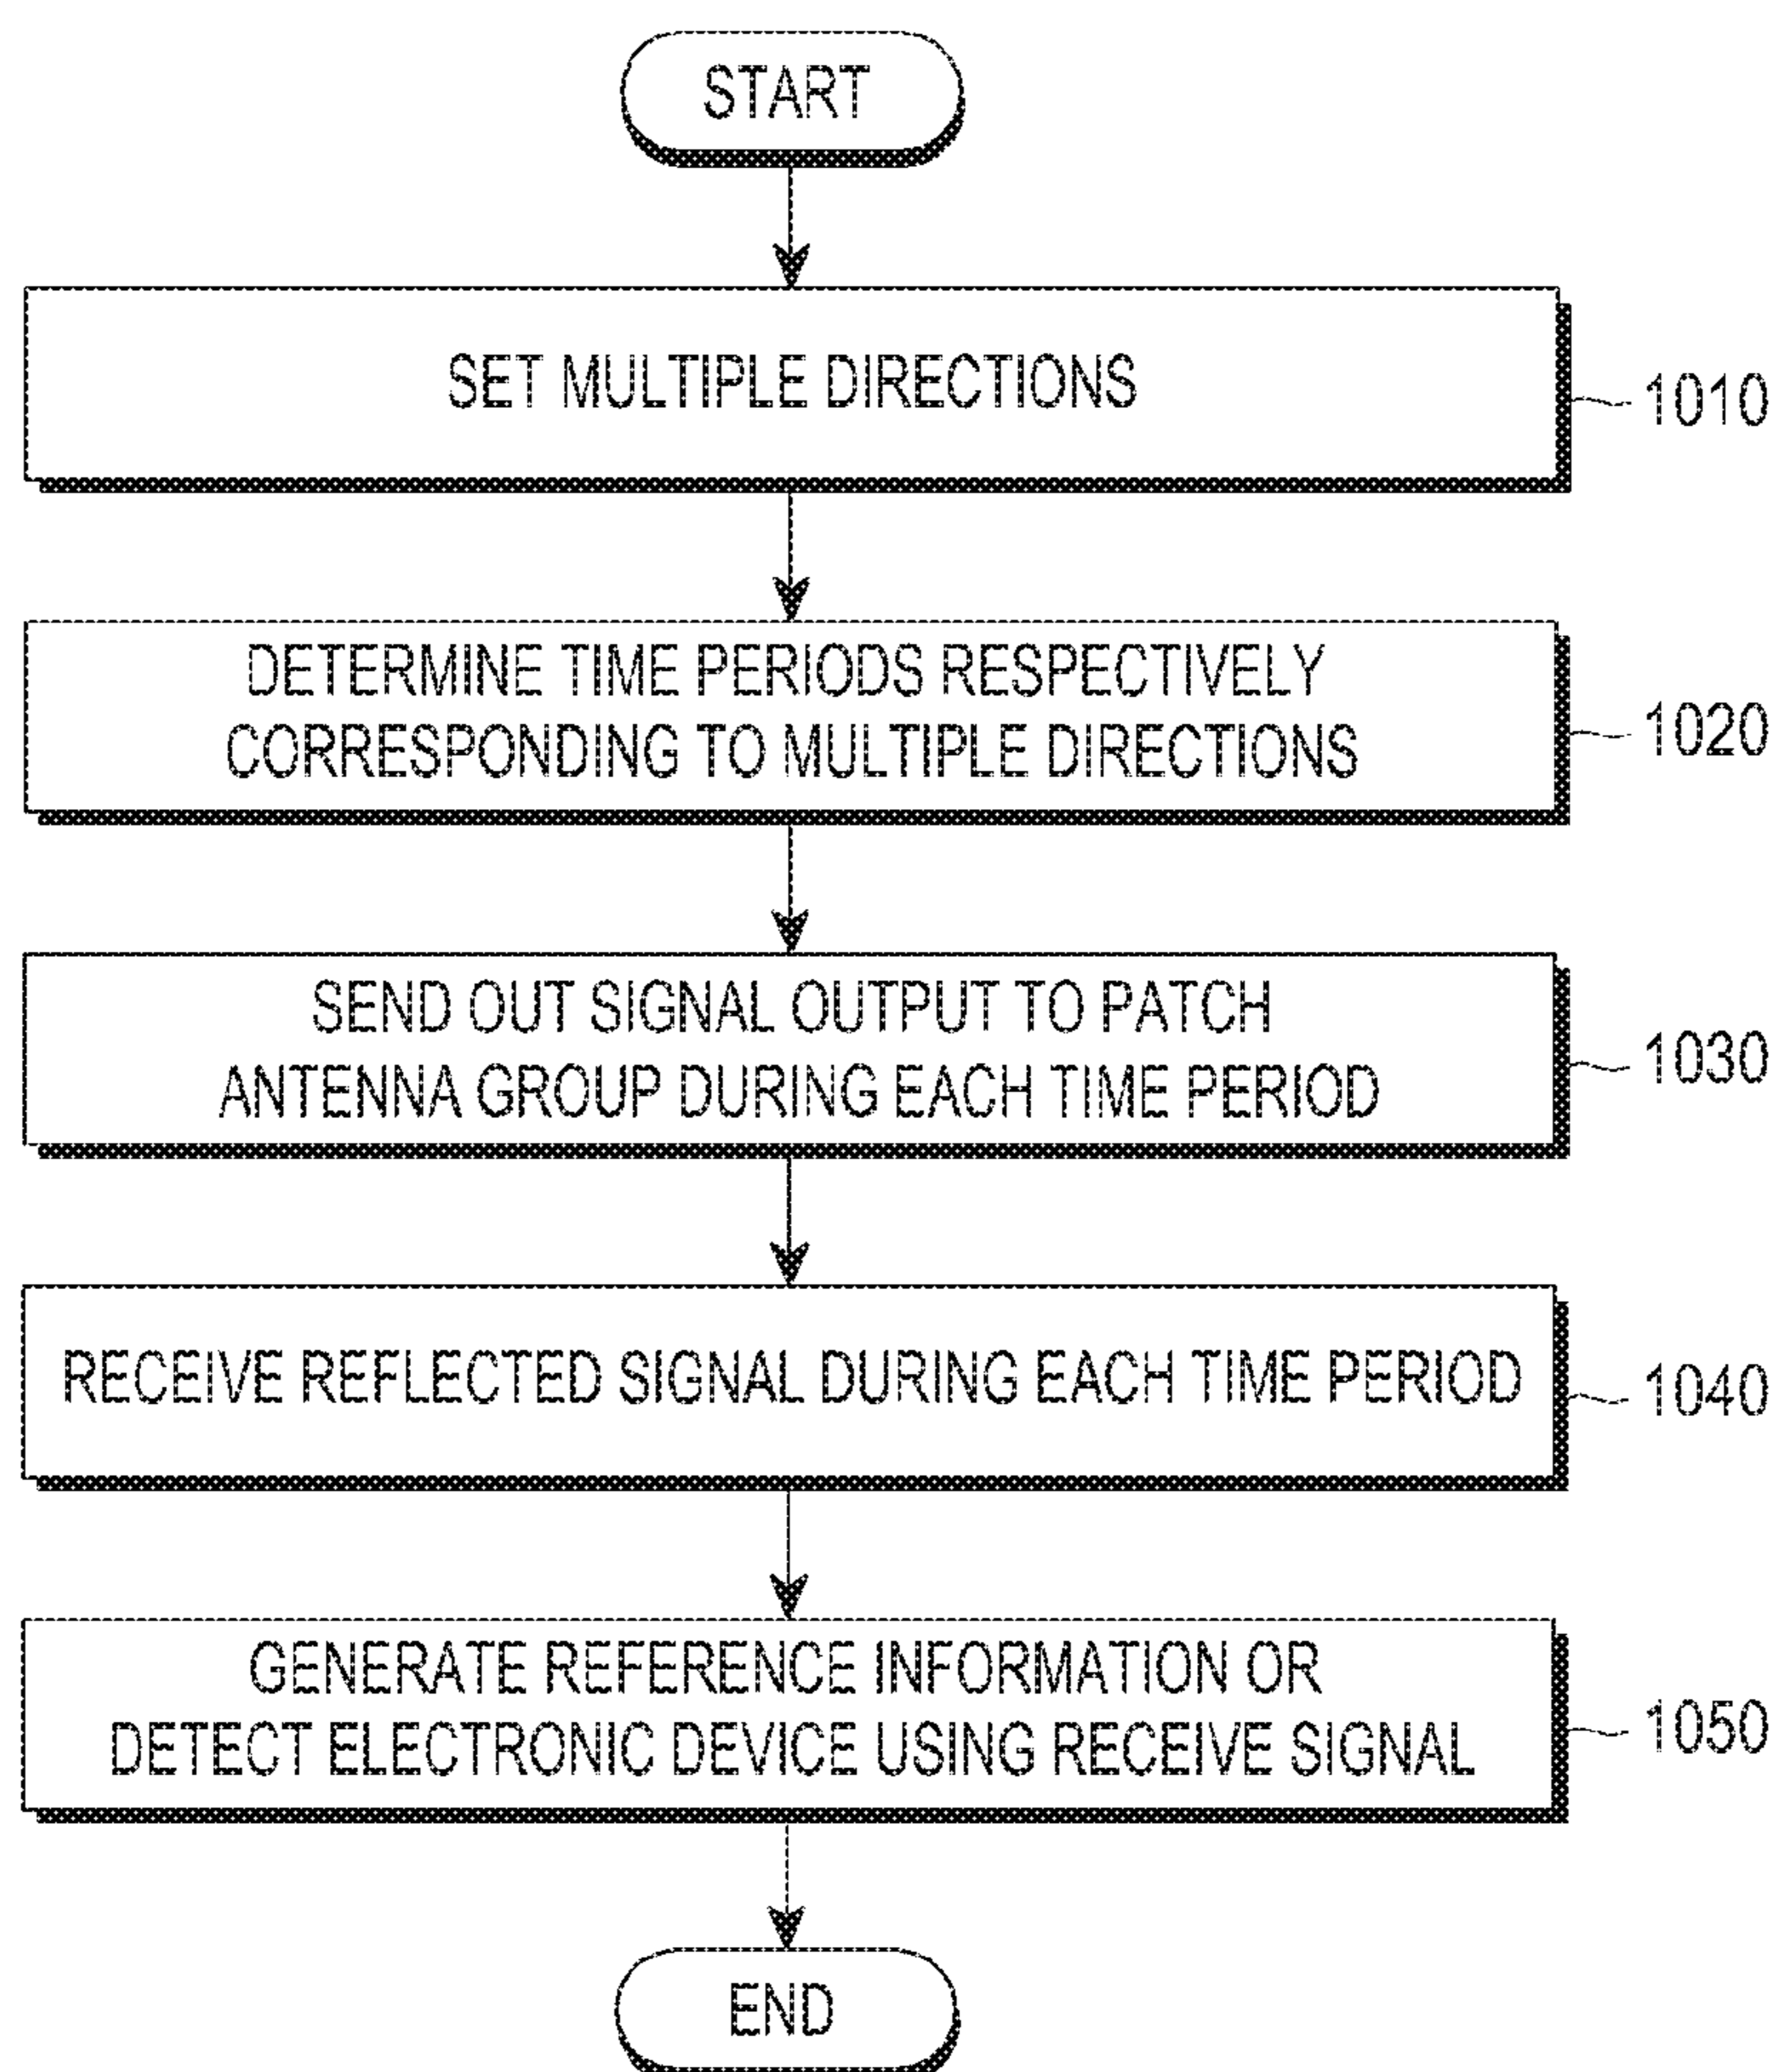 START
SET MULTIPLE DIRECTIONS
1010
DETERMINE TIME PERIODS RESPECTIVELY
CORRESPONDING TO MULTIPLE DIRECTIONS
1020
SEND OUT SIGNAL OUTPUT TO PATCH
ANTENNA GROUP DURING EACH TIME PERIOD
1030
RECEIVE REFLECTED SIGNAL DURING EACH TIME PERIOD
1040
GENERATE REFERENCE INFORMATION OR
DETECT ELECTRONIC DEVICE USING RECEIVE SIGNAL
1050
END